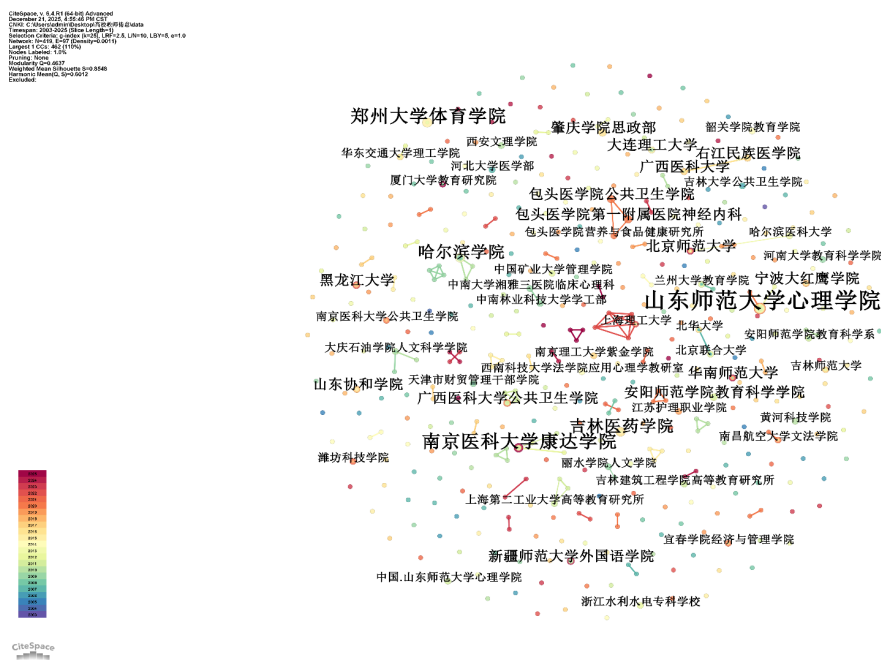 CiteSpace, v. 6.4.R1 (64-bit) Advanced
December 21, 2025, 4:55:46 PM CST
CNKI: C:\Users\admin\Desktop\高校教师倦怠\data
Timespan: 2003-2025 (Slice Length=1)
Selection Criteria: g-index (k=25), LRF=2.5, L/N=10, LBY=5, e=1.0
Network: N=419, E=97 (Density=0.0011)
Nodes Labeled: 1.0%
Pruning: None
Modularity Q=0.4637
Weighted Mean Silhouette S=0.8548
Harmonic Mean(Q, S)=0.6012
Excluded:
郑州大学体育学院
肇庆学院思政部
韶关学院教育学院
西安文理学院
大连理工大学
华东交通大学理工学院
右江民族医学院
河北大学医学部
广西医科大学
厦门大学教育研究院
吉林大学公共卫生学院
包头医学院公共卫生学院
包头医学院第一附属医院神经内科
包头医学院营养与食品健康研究所
哈尔滨医科大学
北京师范大学
哈尔滨学院
河南大学教育科学学院
中国矿业大学管理学院
黑龙江大学
兰州大学教育学院
宁波大红鹰学院
中南大学湘雅三医院临床心理科
中南林业科技大学学工部
山东师范大学心理学院
南京医科大学公共卫生学院
上海理工大学
北华大学
安阳师范学院教育科学系
大庆石油学院人文科学学院
南京理工大学紫金学院
北京联合大学
西南科技大学法学院应用心理学教研室
吉林师范大学
华南师范大学
山东协和学院
天津市财贸管理干部学院
安阳师范学院教育科学学院
广西医科大学公共卫生学院
江苏护理职业学院
黄河科技学院
吉林医药学院
南昌航空大学文法学院
南京医科大学康达学院
潍坊科技学院
丽水学院人文学院
吉林建筑工程学院高等教育研究所
上海第二工业大学高等教育研究所
宜春学院经济与管理学院
新疆师范大学外国语学院
中国.山东师范大学心理学院
浙江水利水电专科学校
CiteSpace